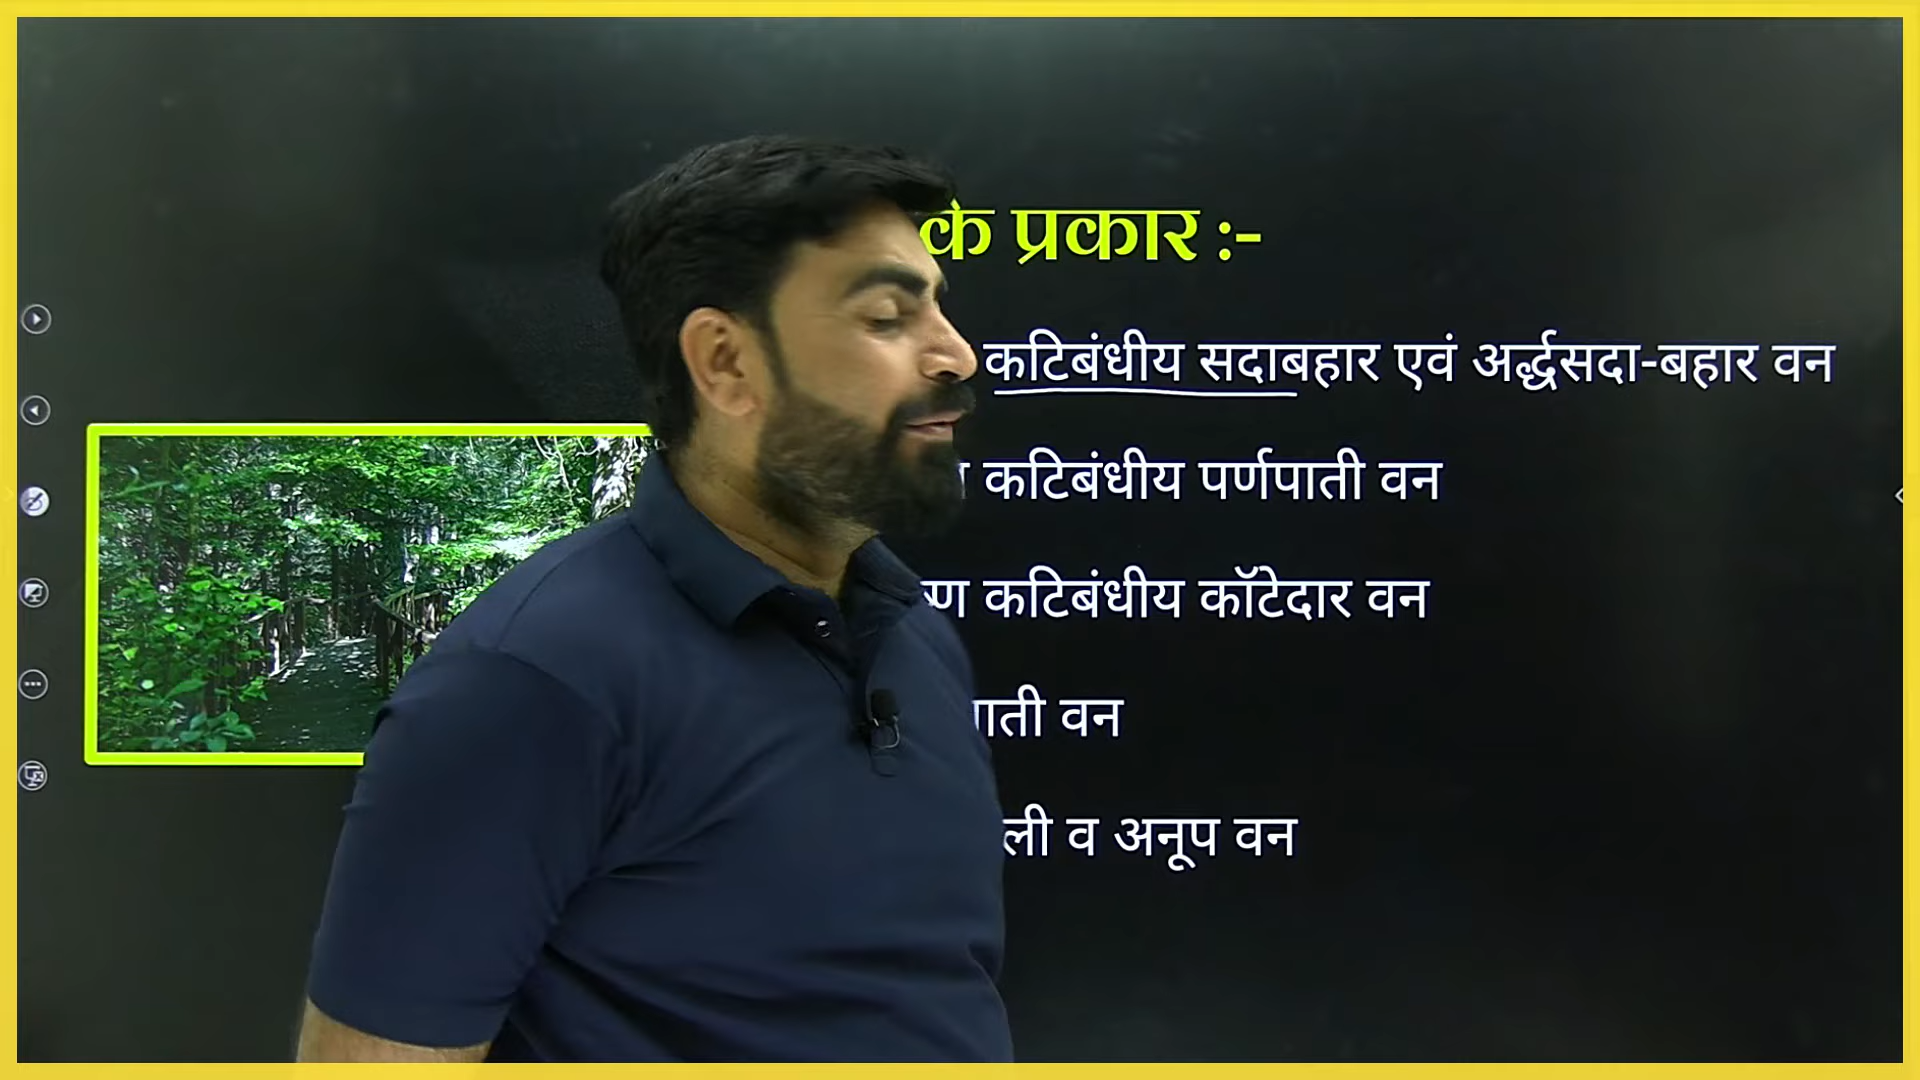 के प्रकार :-
कटिबंधीय सदाबहार एवं अर्द्धसदा-बहार वन
कटिबंधीय पर्णपाती वन
कटिबंधीय कॉटेदार वन
वन
व अनूप वन